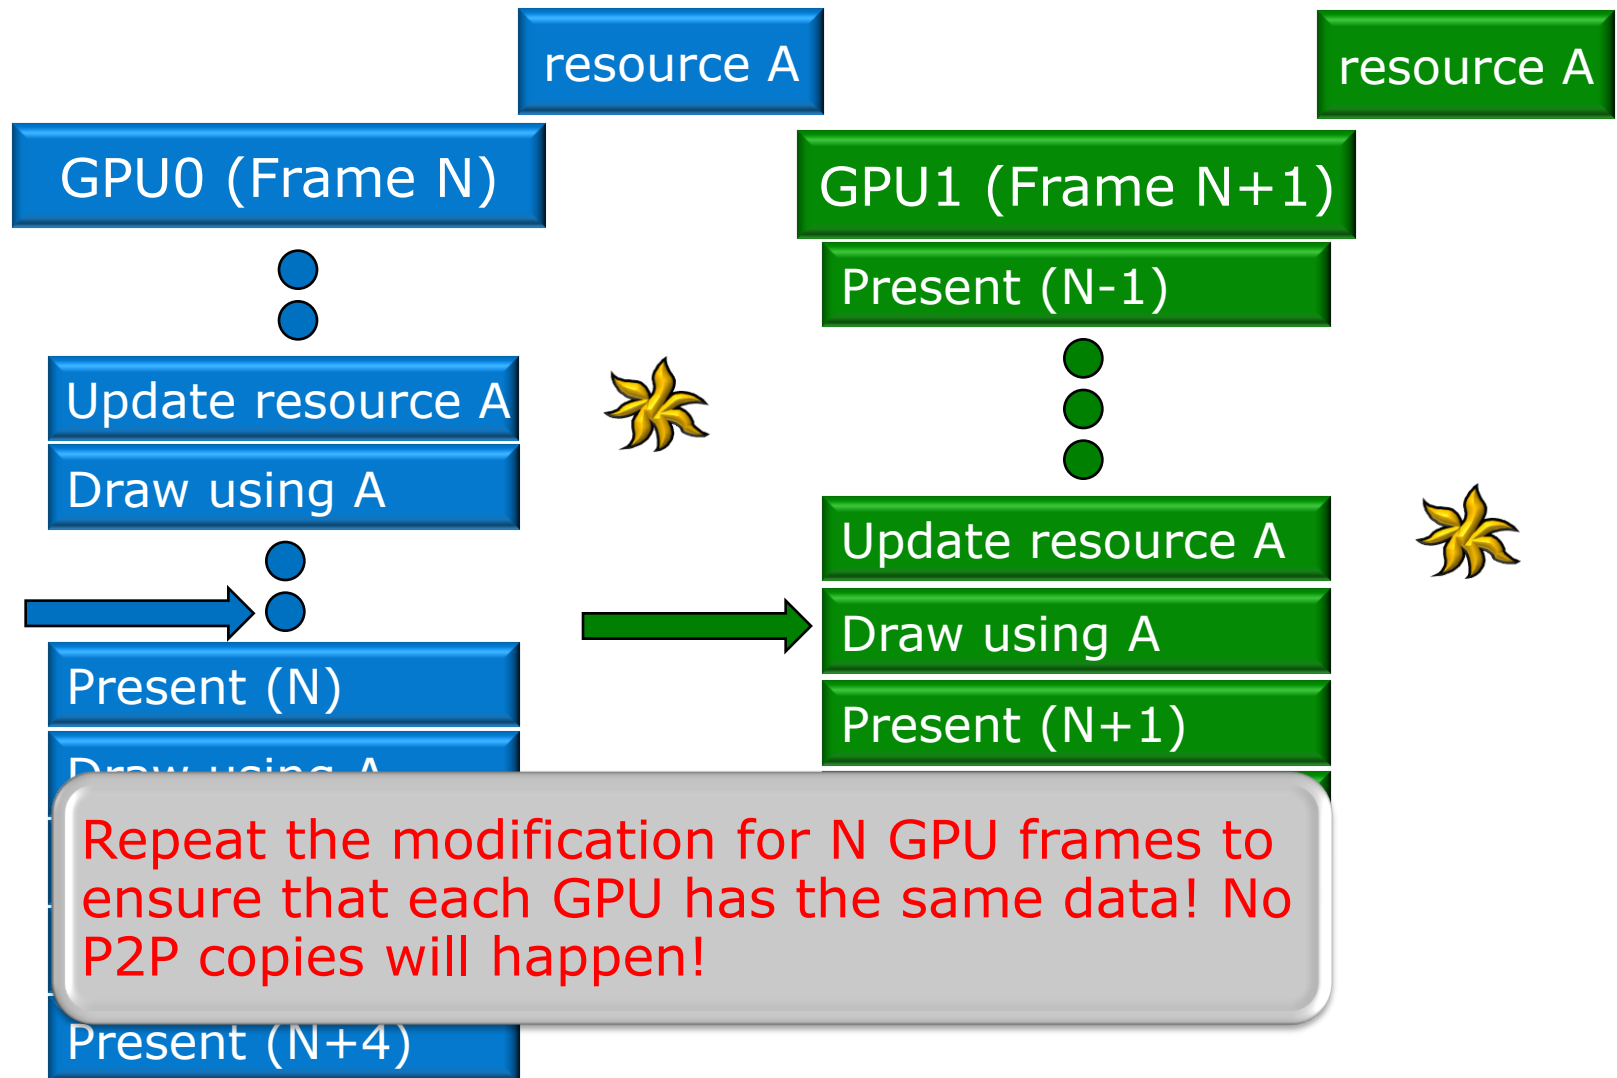 resource A
resource A
GPU0 (Frame N)
GPU1 (Frame N+1)
Present (N-1)
Update resource A
Draw using A
Update resource A
Draw using A
Present (N)
Present (N+1)
Draw using A
Repeat the modification for N GPU frames to
ensure that each GPU has the same data! No
P2P copies will happen!
Present (N+4)